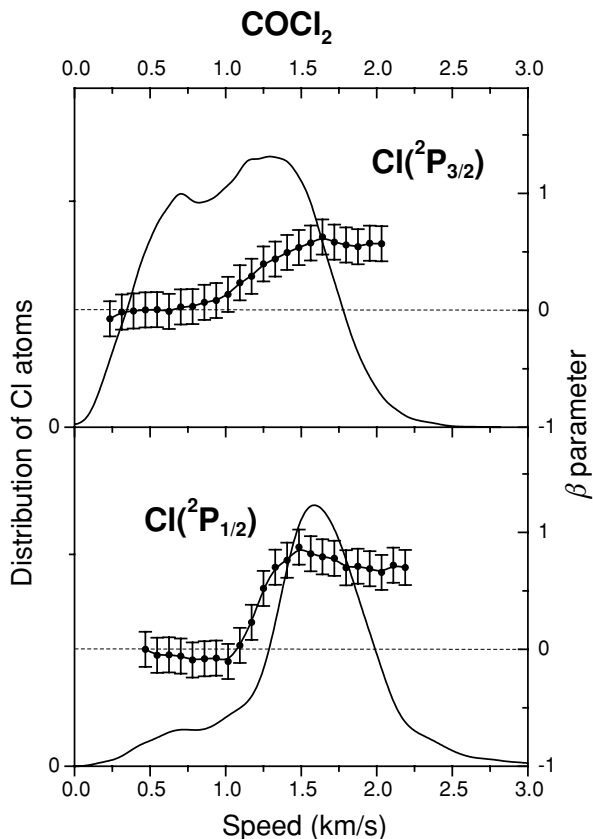 COCl₂
0.0 0.5 1.0 1.5 2.0 2.5 3.0
Cl(²P₃/₂)
1
0
0
-1
Cl(²P₁/₂)
1
0
0
-1
0.0 0.5 1.0 1.5 2.0 2.5 3.0
Speed (km/s)
Distribution of Cl atoms
β parameter